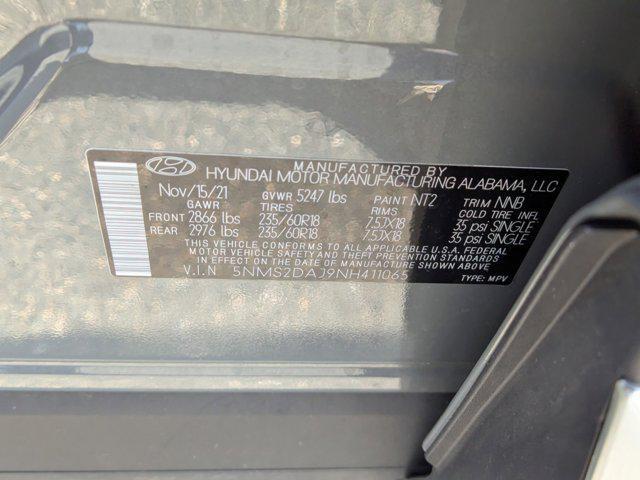 MANUFACTURED BY
HYUNDAI MOTOR MANUFACTURING ALABAMA, LLC
Nov/15/21 GVWR 5247 lbs PAINT NT2 TRIM NNB
GAWR TIRES RIMS COLD TIRE INFL
FRONT 2866 lbs 235/60R18 7.5JX18 35 psi SINGLE
REAR 2976 lbs 235/60R18 7.5JX18 35 psi SINGLE
THIS VEHICLE CONFORMS TO ALL APPLICABLE U.S.A. FEDERAL
MOTOR VEHICLE SAFETY AND THEFT PREVENTION STANDARDS
IN EFFECT ON THE DATE OF MANUFACTURE SHOWN ABOVE.
V.I.N 5NMS2DAJ9NH411065 TYPE: MPV